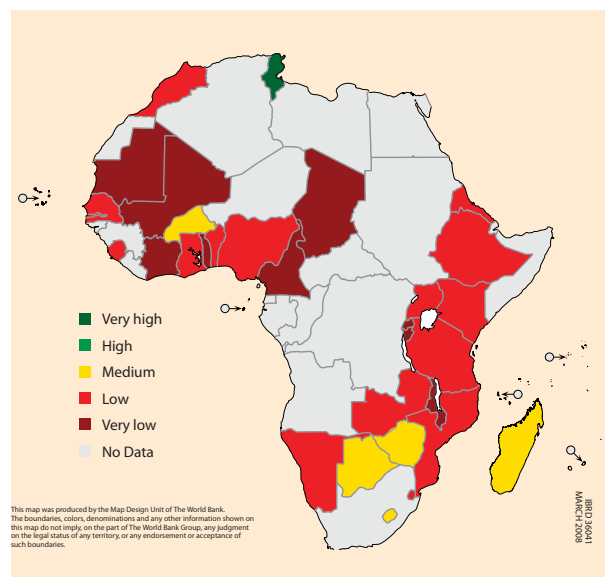 Very high
High
Medium
Low
Very low
No Data
This map was produced by the Map Design Unit of The World Bank.
The boundaries, colors, denominations and any other information shown on
this map do not imply, on the part of The World Bank Group, any judgment
on the legal status of any territory, or any endorsement or acceptance of
such boundaries.
IBRD 36041
MARCH 2008